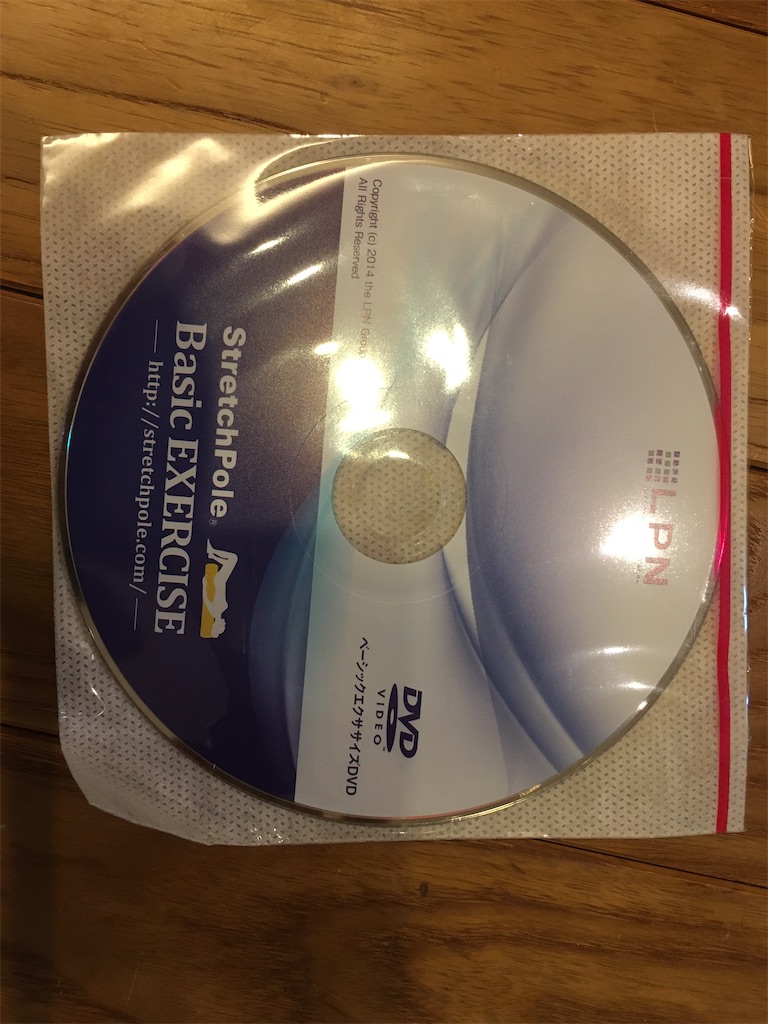 LPN
Copyright (c) 2014 the LPN Group
All Rights Reserved
DVD
VIDEO
ベーシックエクササイズDVD
StretchPole®
Basic EXERCISE
http://stretchpole.com/